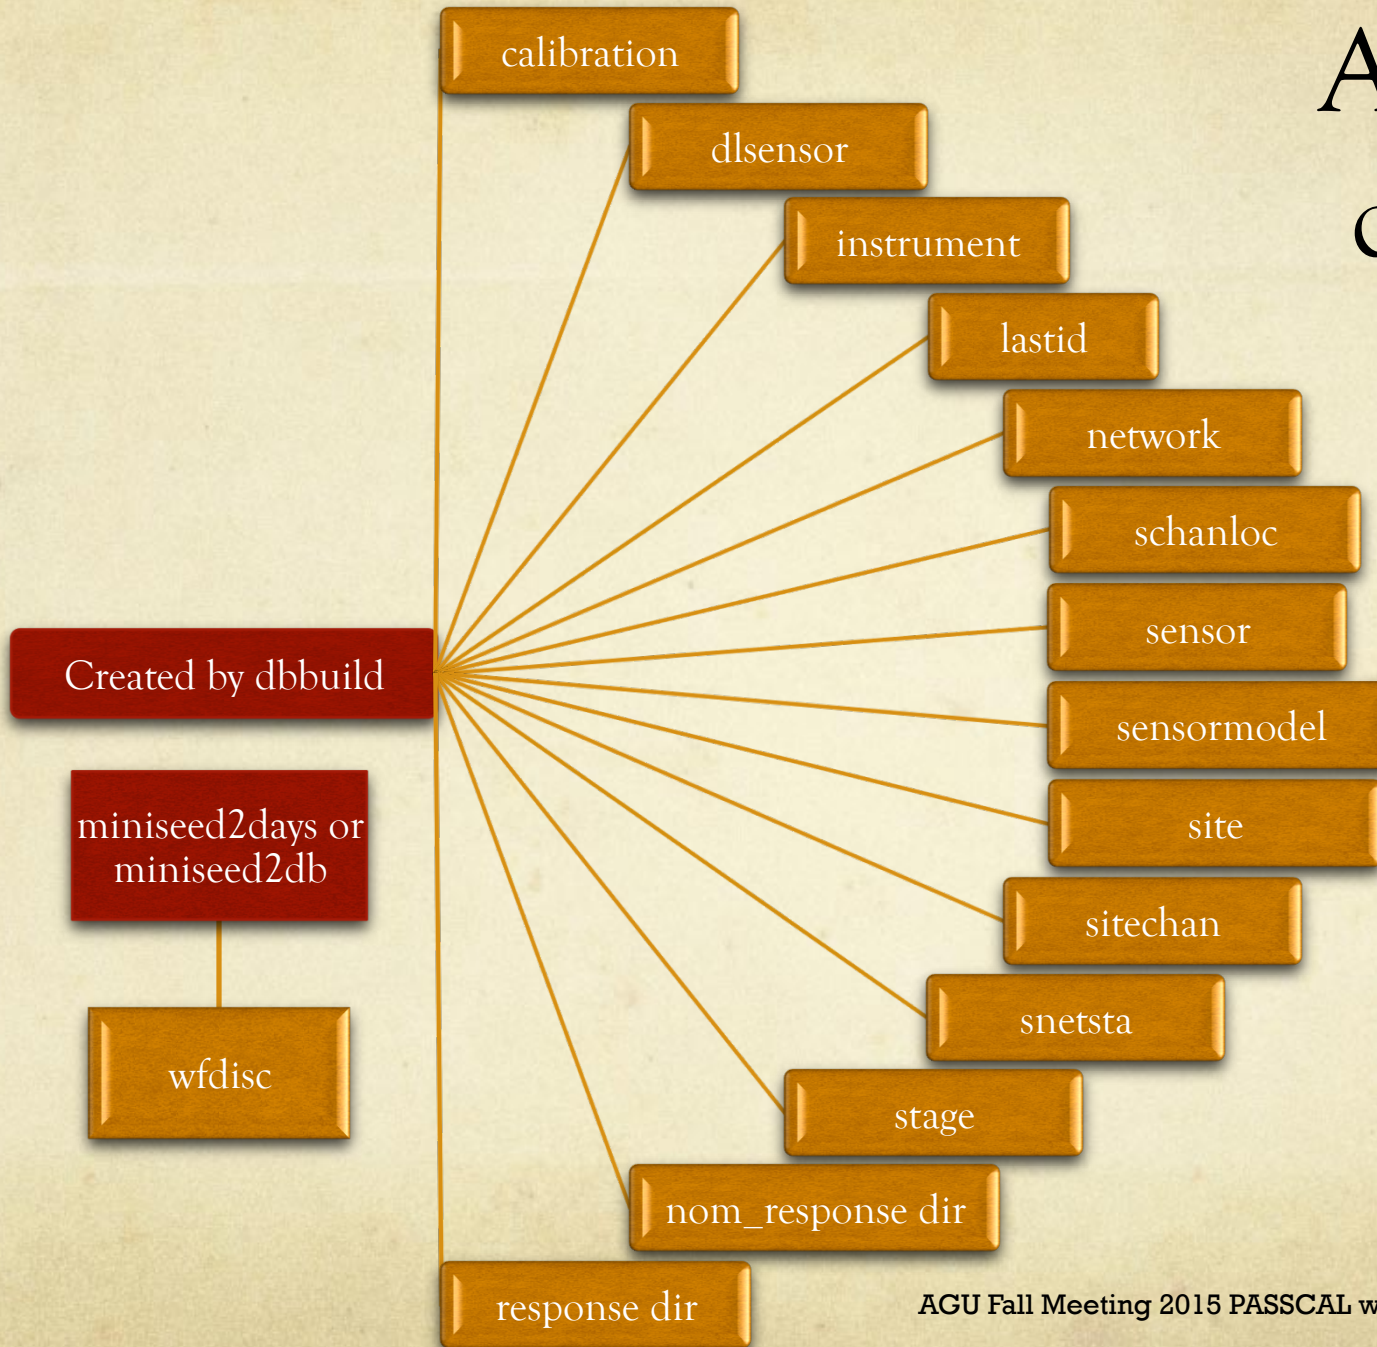 calibration
dlsensor
instrument
lastid
network
schanloc
sensor
Created by dbbuild
sensormodel
miniseed2days or
miniseed2db
site
sitechan
snetsta
wfdisc
stage
nom_response dir
response dir
AGU Fall Meeting 2015 PASSCAL